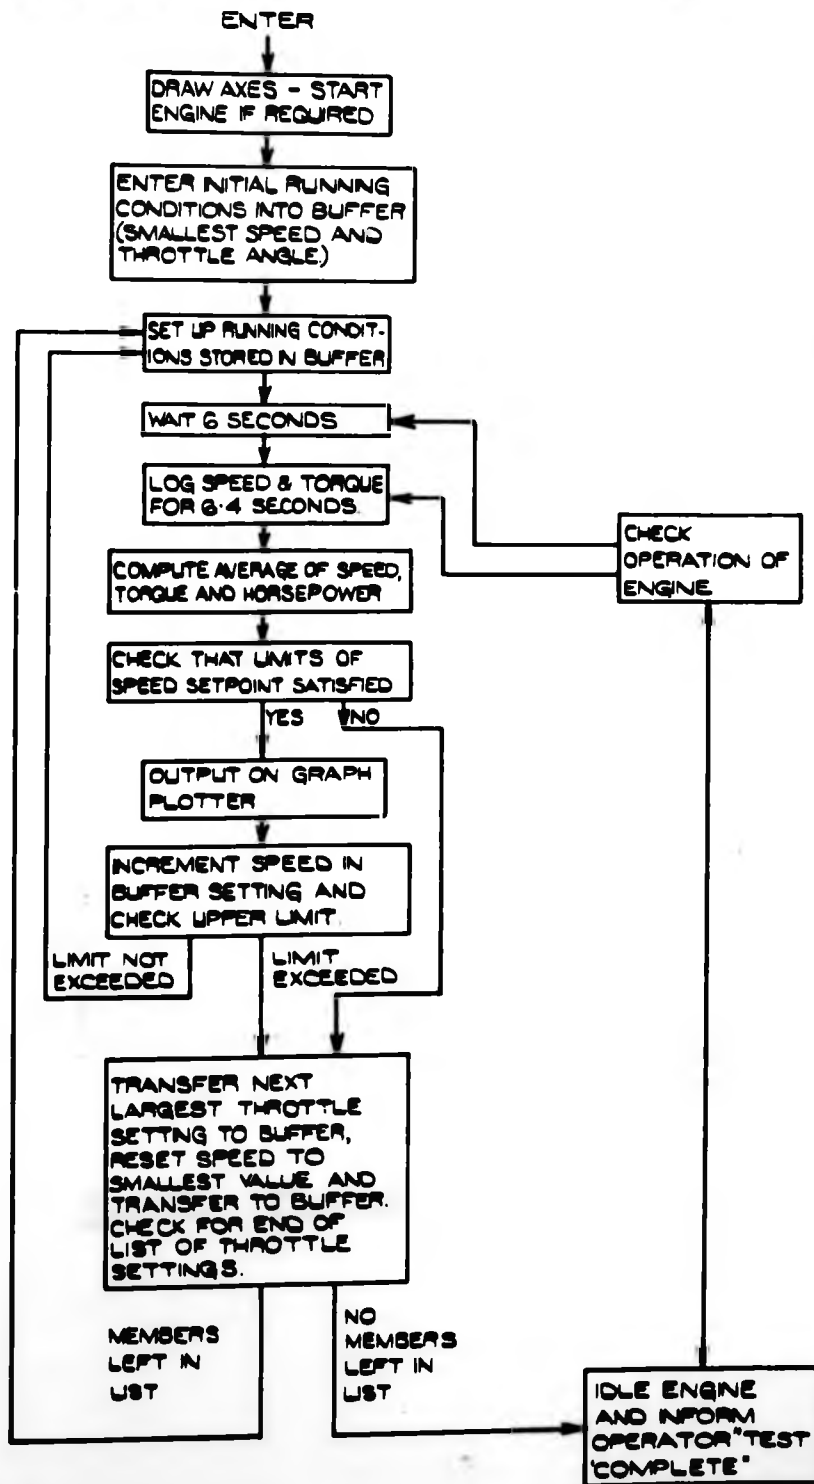 ENTER
DRAW AXES - START
ENGINE IF REQUIRED
ENTER INITIAL RUNNING
CONDITIONS INTO BUFFER
(SMALLEST SPEED AND
THROTTLE ANGLE.)
SET UP RUNNING CONDIT-
IONS STORED IN BUFFER
WAIT 6 SECONDS
LOG SPEED & TORQUE
FOR 6·4 SECONDS.
CHECK
OPERATION OF
ENGINE
COMPUTE AVERAGE OF SPEED,
TORQUE AND HORSEPOWER
CHECK THAT LIMITS OF
SPEED SETPOINT SATISFIED
YES
NO
OUTPUT ON GRAPH
PLOTTER
INCREMENT SPEED IN
BUFFER SETTING AND
CHECK UPPER LIMIT.
LIMIT NOT
EXCEEDED
LIMIT
EXCEEDED
TRANSFER NEXT
LARGEST THROTTLE
SETTNG TO BUFFER,
RESET SPEED TO
SMALLEST VALUE AND
TRANSFER TO BUFFER.
CHECK FOR END OF
LIST OF THROTTLE
SETTINGS.
MEMBERS
LEFT IN
LIST
NO
MEMBERS
LEFT IN
LIST
IDLE ENGINE
AND INFORM
OPERATOR "TEST
COMPLETE"